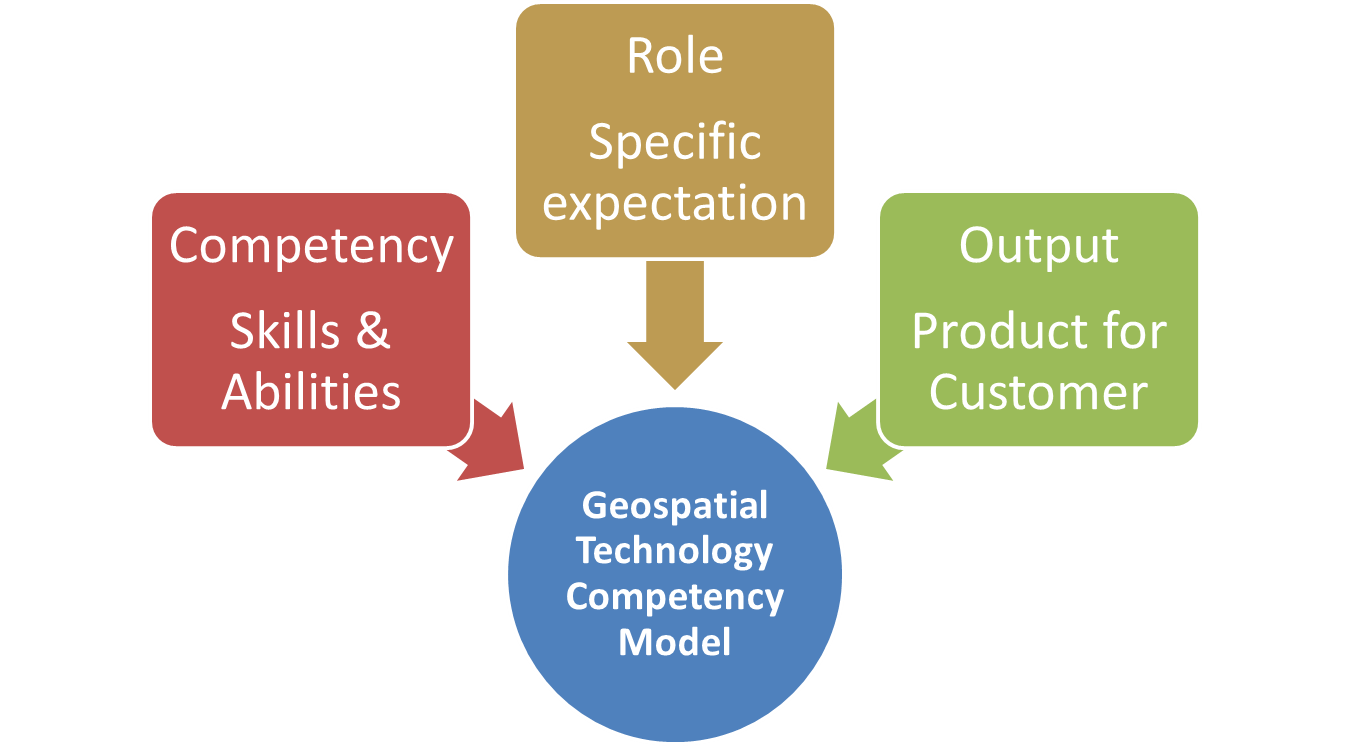 Role
Specific
expectation
Competency
Skills &
Abilities
Output
Product for
Customer
Geospatial
Technology
Competency
Model